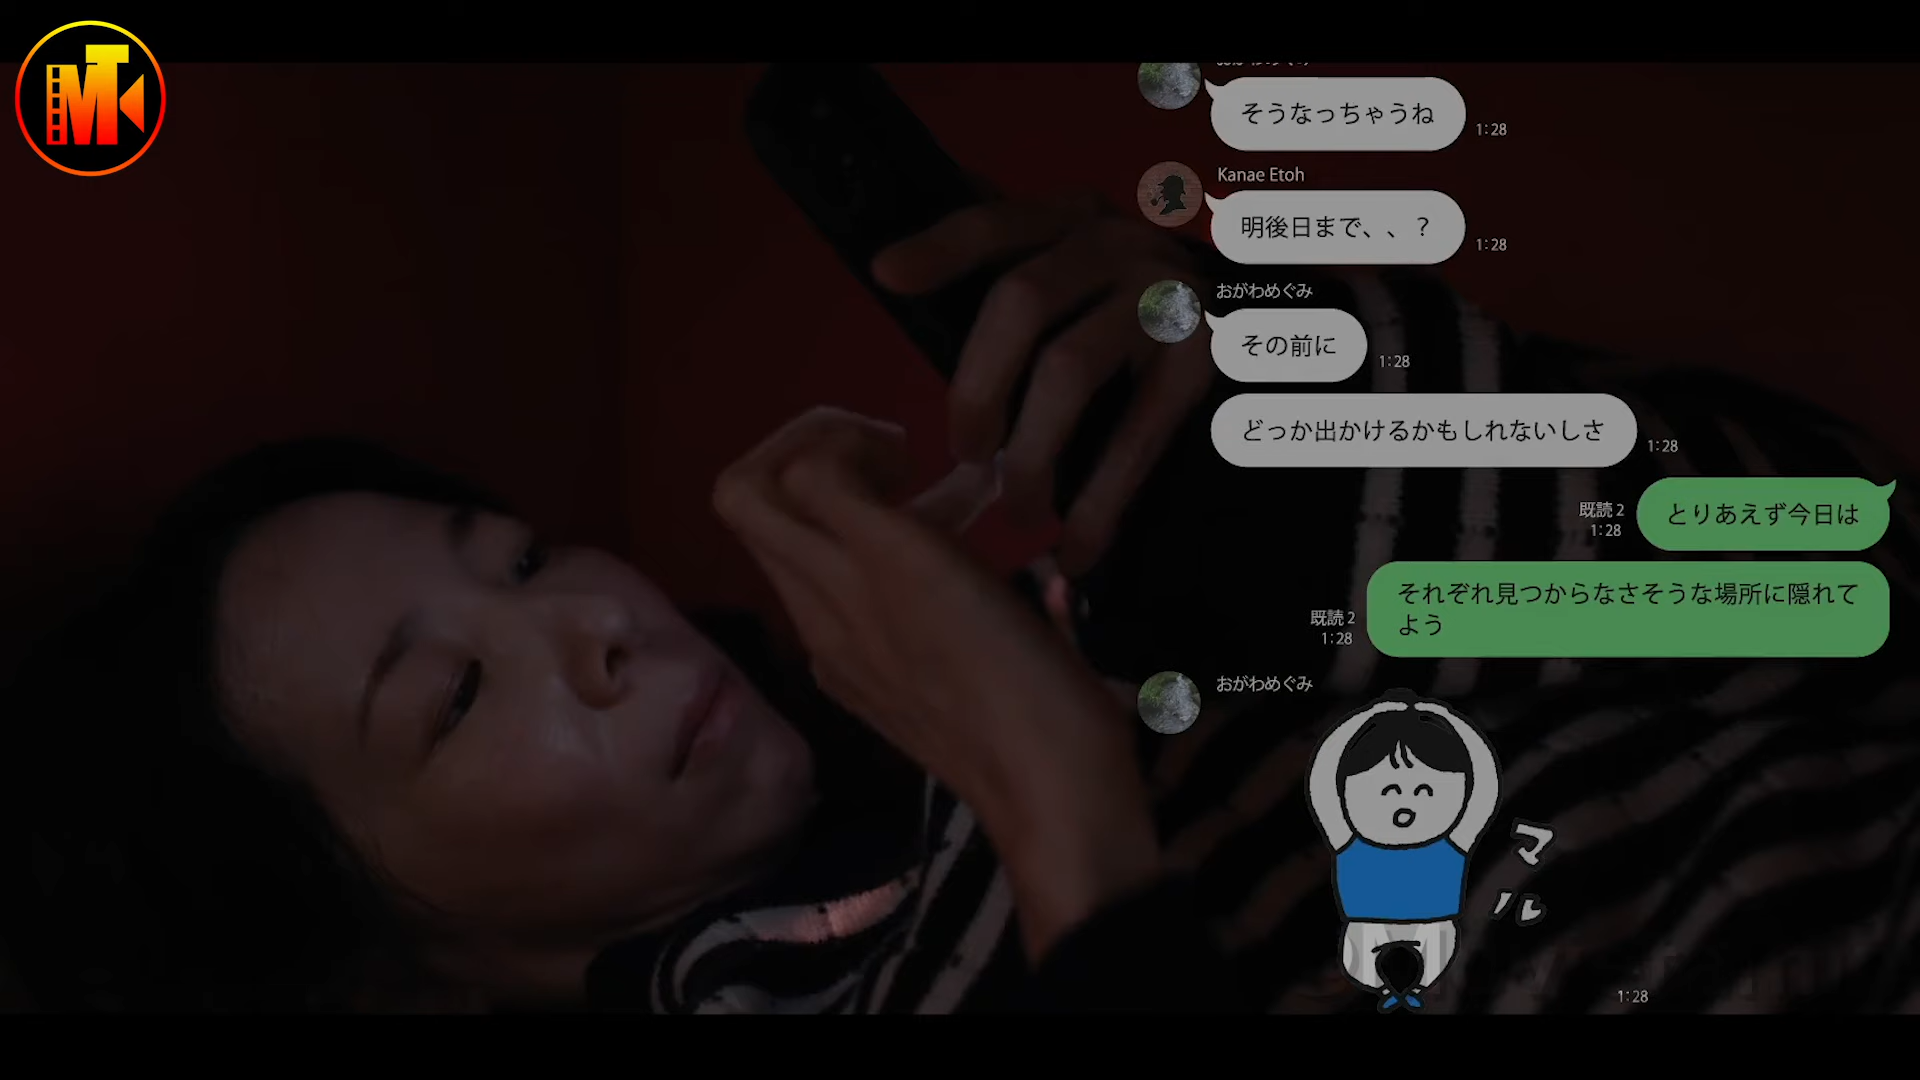 MT
そうなっちゃうね
1:28
Kanae Etoh
明後日まで、、？
1:28
おがわめぐみ
その前に
1:28
どっか出かけるかもしれないしさ
1:28
とりあえず今日は
既読 2
1:28
それぞれ見つからなさそうな場所に隠れて
よう
既読 2
1:28
おがわめぐみ
マル
1:28